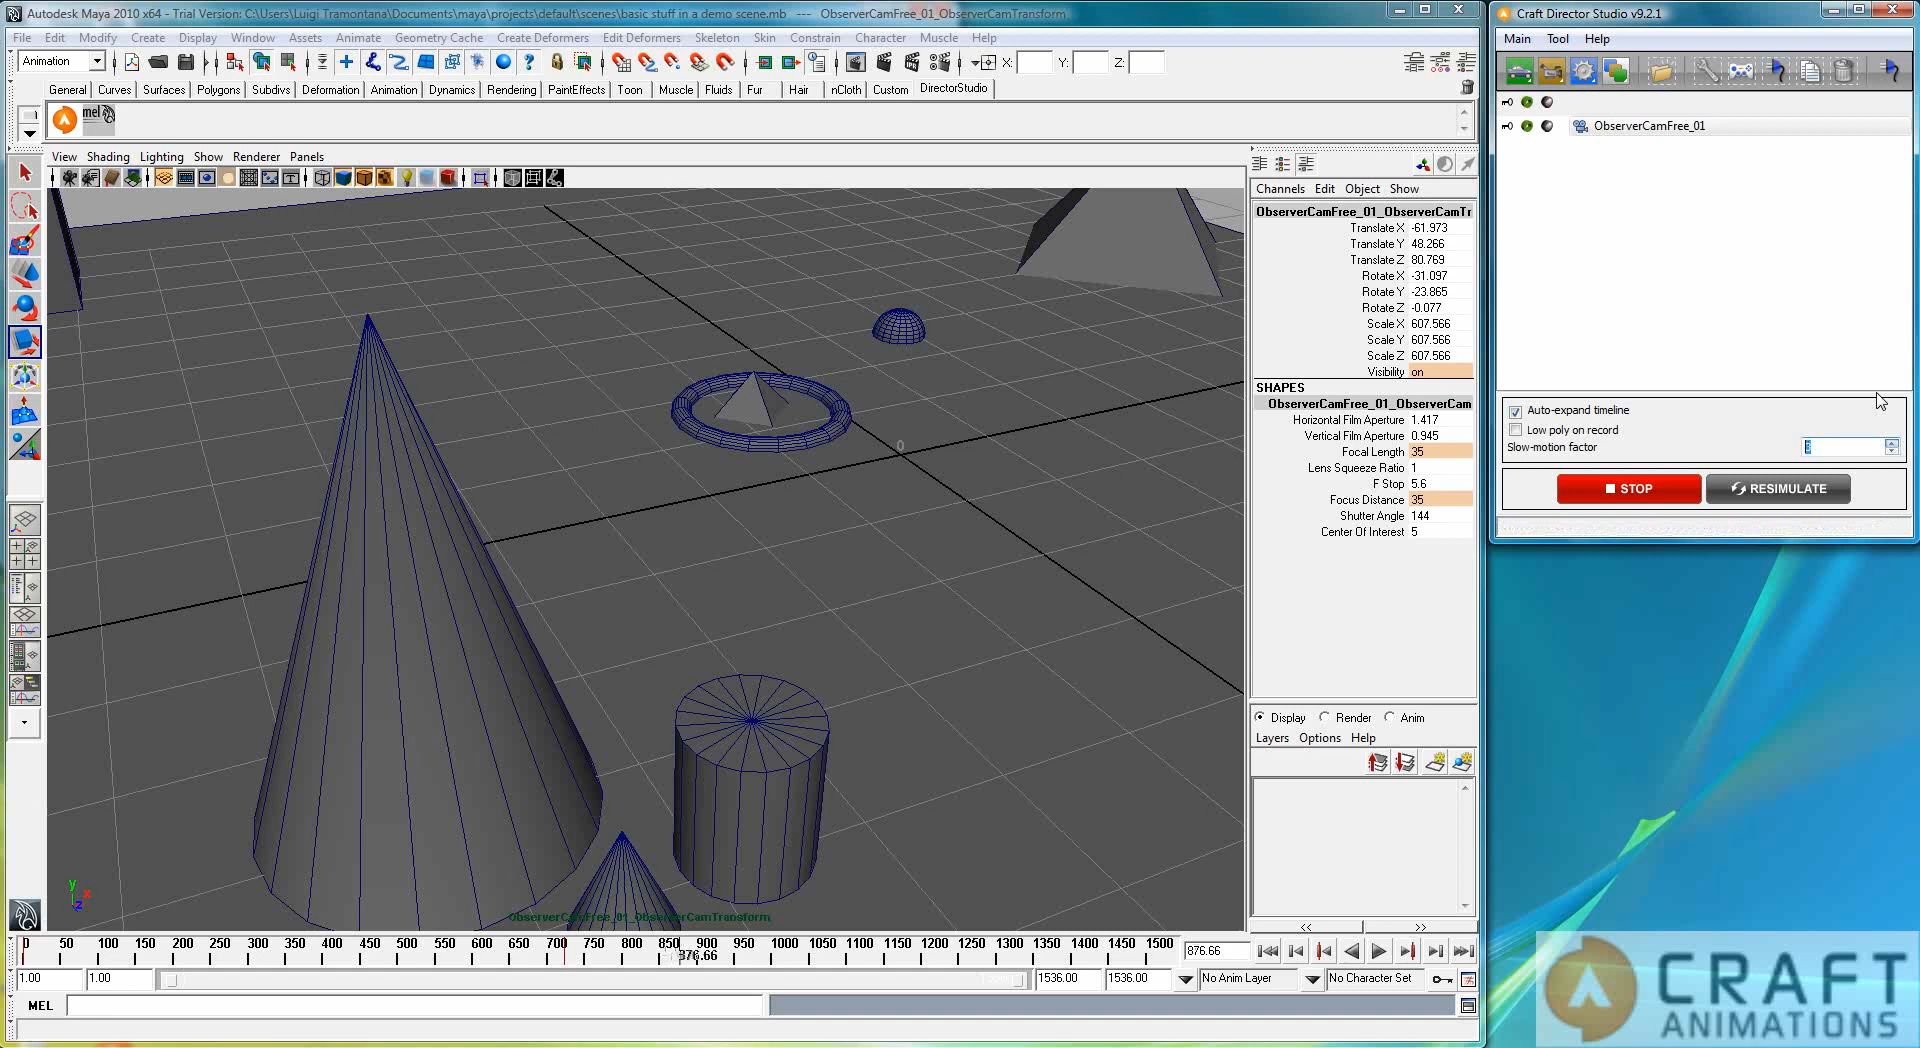 Autodesk Maya 2010 x64 - Trial Version: C:\Users\Luigi Tramontana\Documents\maya\projects\default\scenes\basic stuff in a demo scene.mb --- ObserverCamFree_01_ObserverCamTransform
File Edit Modify Create Display Window Assets Animate Geometry Cache Create Deformers Edit Deformers Skeleton Skin Constrain Character Muscle Help
Animation X: Y: Z:
General Curves Surfaces Polygons Subdivs Deformation Animation Dynamics Rendering PaintEffects Toon Muscle Fluids Fur Hair nCloth Custom DirectorStudio
mel
View Shading Lighting Show Renderer Panels
Channels Edit Object Show
ObserverCamFree_01_ObserverCamTr
Translate X -61.973
Translate Y 48.266
Translate Z 80.769
Rotate X -31.097
Rotate Y -23.865
Rotate Z -0.077
Scale X 607.566
Scale Y 607.566
Scale Z 607.566
Visibility on
SHAPES
ObserverCamFree_01_ObserverCam
Horizontal Film Aperture 1.417
Vertical Film Aperture 0.945
Focal Length 35
Lens Squeeze Ratio 1
F Stop 5.6
Focus Distance 35
Shutter Angle 144
Center Of Interest 5
0
y
x
z
ObserverCamFree_01_ObserverCamTransform
Display Render Anim
Layers Options Help
<< >>
0 50 100 150 200 250 300 350 400 450 500 550 600 650 700 750 800 850 900 950 1000 1050 1100 1150 1200 1250 1300 1350 1400 1450 1500
876.66
876.66
1.00 1.00 1536.00 1536.00 No Anim Layer No Character Set
MEL
Craft Director Studio v9.2.1
Main Tool Help
ObserverCamFree_01
Auto-expand timeline
Low poly on record
Slow-motion factor
STOP RESIMULATE
CRAFT
ANIMATIONS